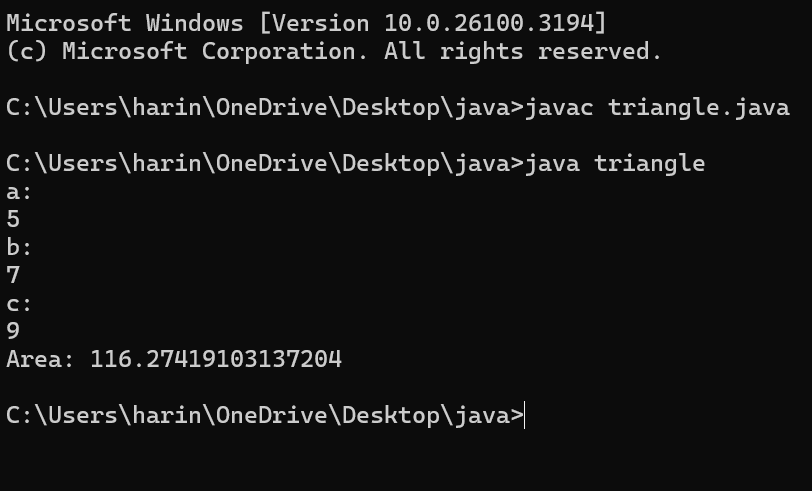 Microsoft Windows [Version 10.0.26100.3194]
(c) Microsoft Corporation. All rights reserved.
C:\Users\harin\OneDrive\Desktop\java>javac triangle.java
C:\Users\harin\OneDrive\Desktop\java>java triangle
a:
5
b:
7
c:
9
Area: 116.27419103137204
C:\Users\harin\OneDrive\Desktop\java>